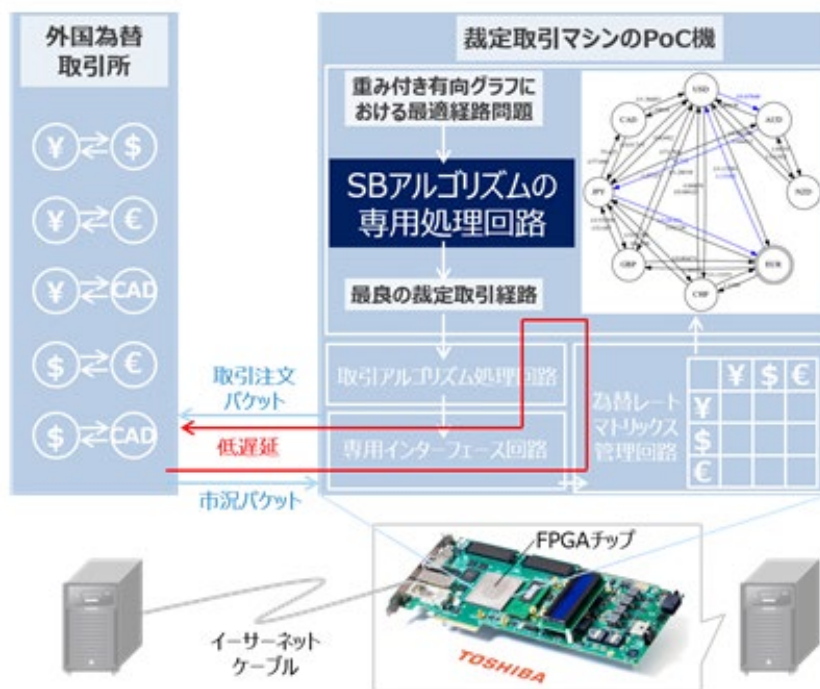 外国為替
取引所
¥ $
¥ €
¥ CAD
$ €
$ CAD
裁定取引マシンのPoC機
重み付き有向グラフに
おける最適経路問題
SBアルゴリズムの
専用処理回路
最良の裁定取引経路
USD
CAD
AUD
JPY
NZD
GBP
EUR
CHF
取引アルゴリズム処理回路
専用インターフェース回路
為替レート
マトリックス
管理回路
¥ $ €
¥
$
€
取引注文
パケット
低遅延
市況パケット
FPGAチップ
イーサーネット
ケーブル
TOSHIBA